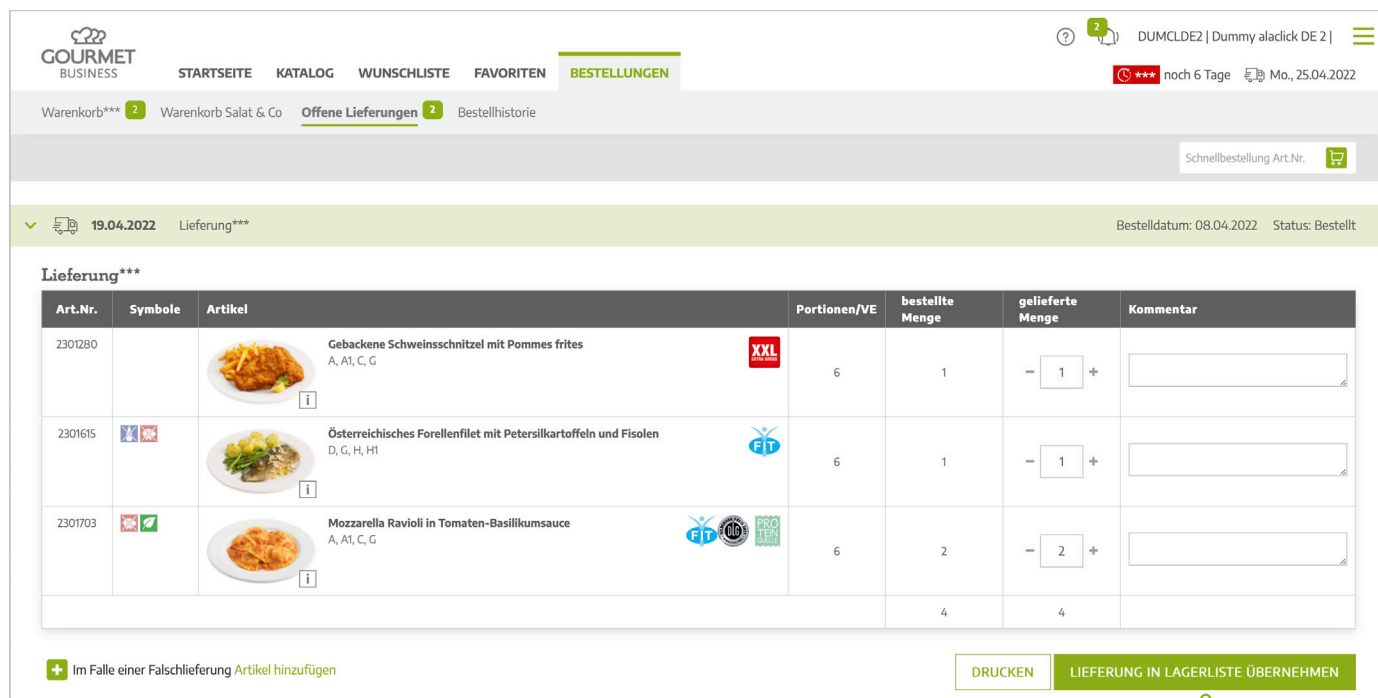 GOURMET
BUSINESS
STARTSEITE KATALOG WUNSCHLISTE FAVORITEN BESTELLUNGEN
? 2 DUMCLDE2 | Dummy alaclick DE 2 |
*** noch 6 Tage Mo., 25.04.2022
Warenkorb*** 2 Warenkorb Salat & Co Offene Lieferungen 2 Bestellhistorie
Schnellbestellung Art.Nr.
19.04.2022 Lieferung*** Bestelldatum: 08.04.2022 Status: Bestellt
Lieferung***
Art.Nr. Symbole Artikel Portionen/VE bestellte Menge gelieferte Menge Kommentar
2301280 Gebackene Schweinsschnitzel mit Pommes frites XXL EXTRA GROSS
A, A1, C, G
6 1 − 1 +
i
2301615 Österreichisches Forellenfilet mit Petersilkartoffeln und Fisolen FIT
D, G, H, H1
6 1 − 1 +
i
2301703 Mozzarella Ravioli in Tomaten-Basilikumsauce FIT DLG PROTEIN QUELLE
A, A1, C, G
6 2 − 2 +
i
4 4
+ Im Falle einer Falschlieferung Artikel hinzufügen
DRUCKEN LIEFERUNG IN LAGERLISTE ÜBERNEHMEN